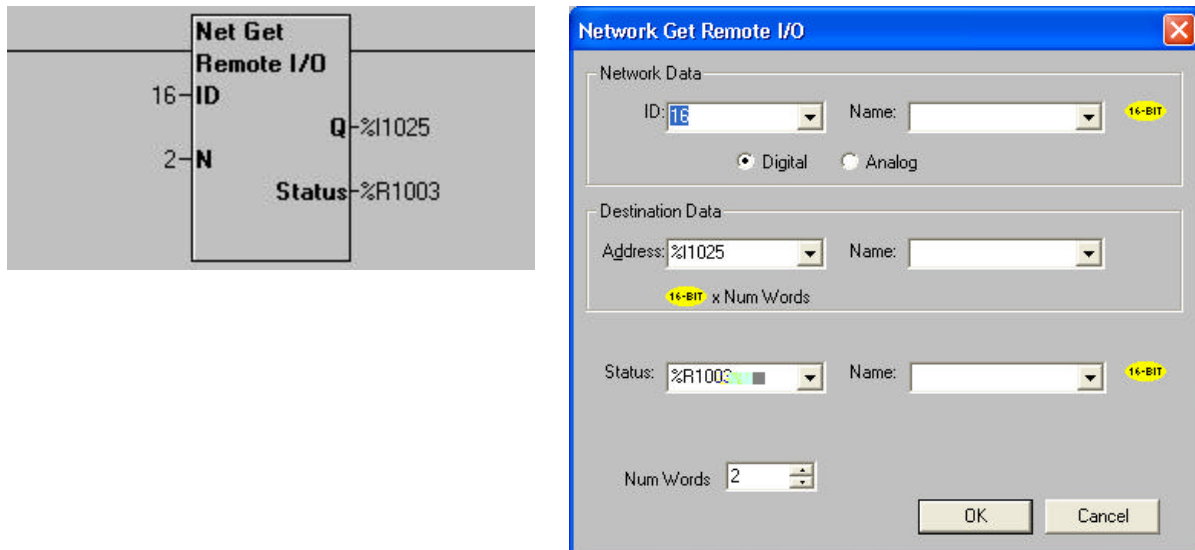 Net Get
Remote I/O
16 ID
Q %I1025
2 N
Status %R1003
Network Get Remote I/O
Network Data
ID: 16 Name: 16-BIT
Digital Analog
Destination Data
Address: %I1025 Name:
16-BIT x Num Words
Status: %R1003 Name: 16-BIT
Num Words 2
OK Cancel